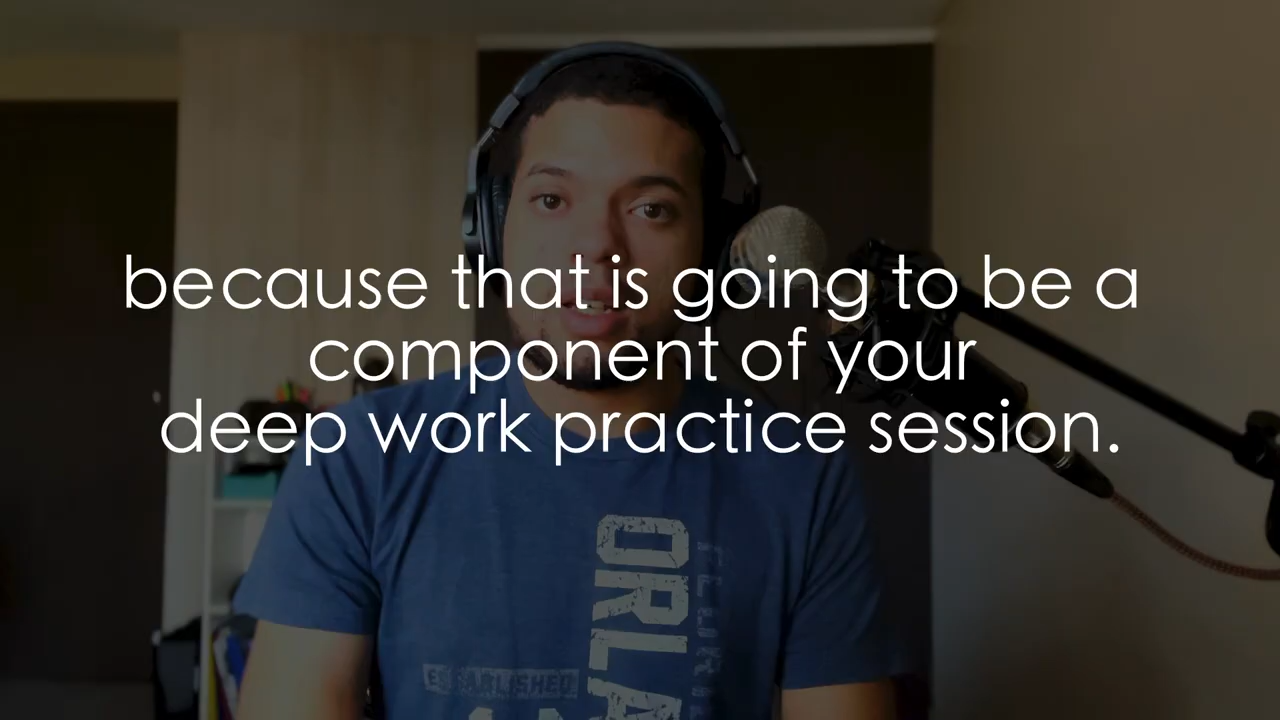 because that is going to be a
component of your
deep work practice session.
ORLA
ESTABLISHED